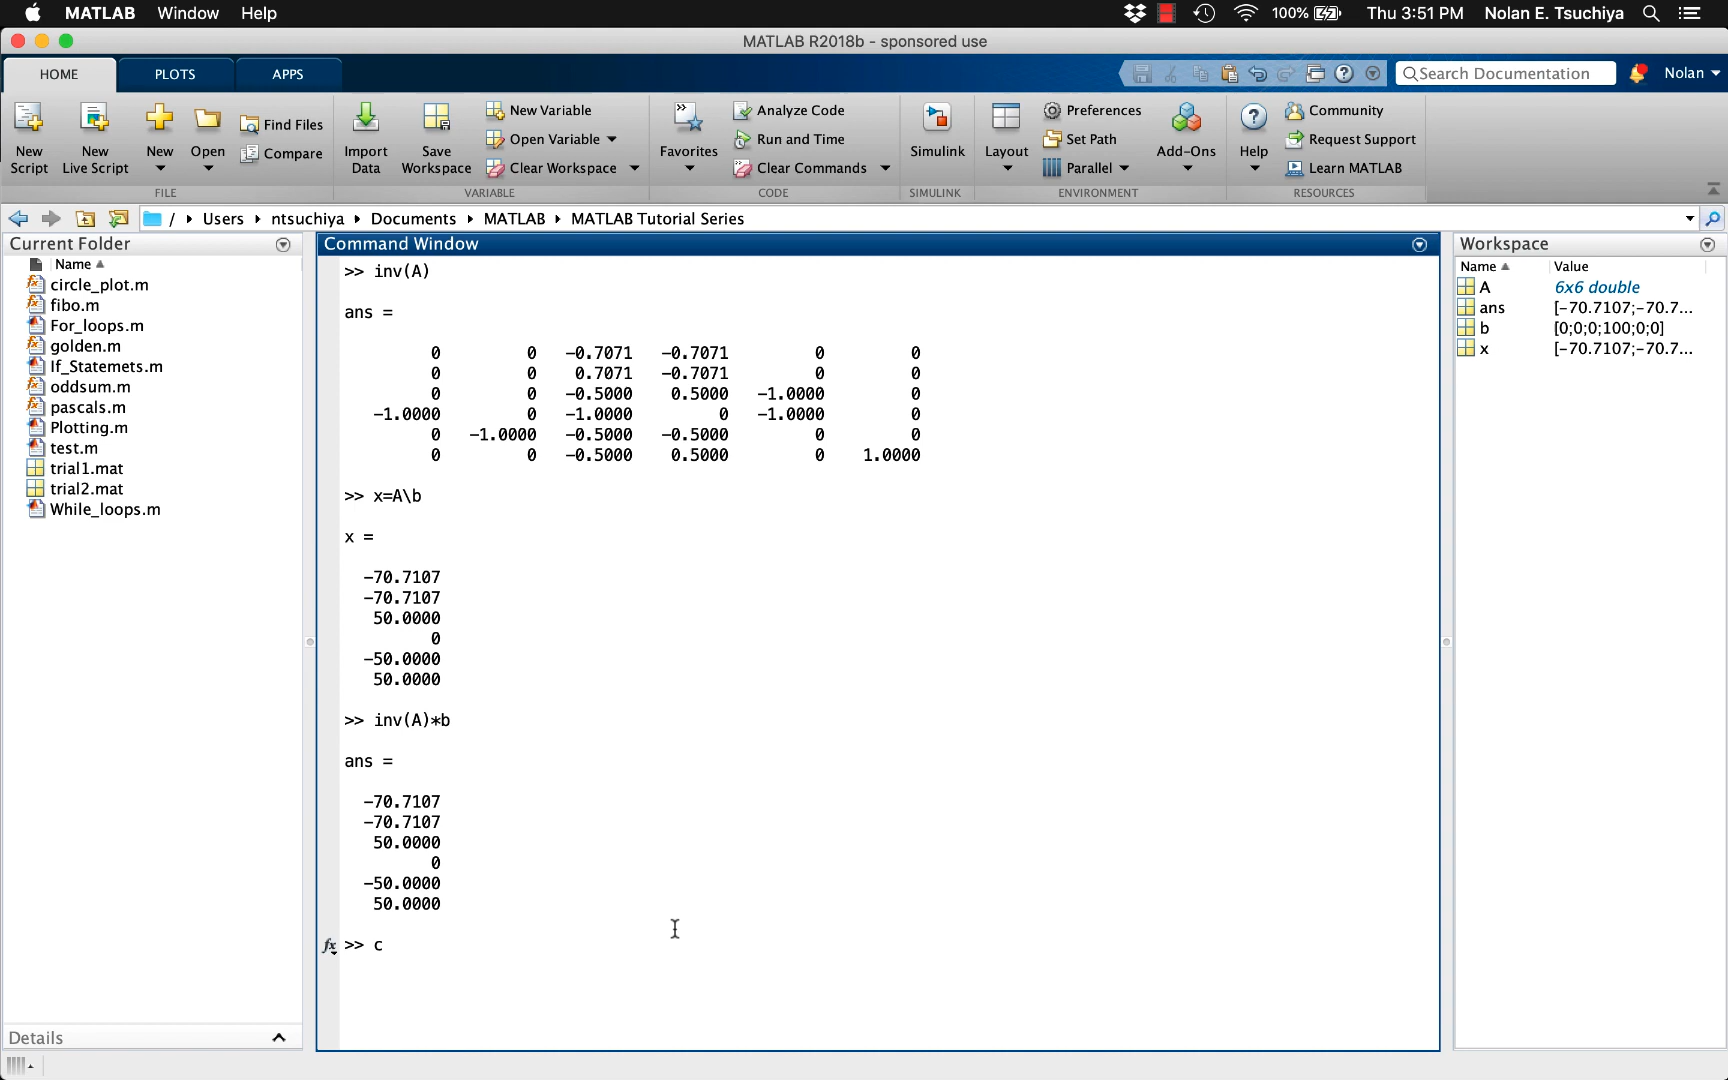 MATLAB Window Help 100% Thu 3:51 PM Nolan E. Tsuchiya
MATLAB R2018b - sponsored use
HOME PLOTS APPS Search Documentation Nolan
New Script
New Live Script
New
Open
Find Files
Compare
FILE
Import Data
Save Workspace
New Variable
Open Variable
Clear Workspace
VARIABLE
Favorites
Analyze Code
Run and Time
Clear Commands
CODE
Simulink
SIMULINK
Layout
Preferences
Set Path
Parallel
Add-Ons
ENVIRONMENT
Help
Community
Request Support
Learn MATLAB
RESOURCES
/ Users ntsuchiya Documents MATLAB MATLAB Tutorial Series
Current Folder
Name
circle_plot.m
fibo.m
For_loops.m
golden.m
If_Statemets.m
oddsum.m
pascals.m
Plotting.m
test.m
trial1.mat
trial2.mat
While_loops.m
Details
Command Window
>> inv(A)
ans =
0 0 -0.7071 -0.7071 0 0
0 0 0.7071 -0.7071 0 0
0 0 -0.5000 0.5000 -1.0000 0
-1.0000 0 -1.0000 0 -1.0000 0
0 -1.0000 -0.5000 -0.5000 0 0
0 0 -0.5000 0.5000 0 1.0000
>> x=A\b
x =
-70.7107
-70.7107
50.0000
0
-50.0000
50.0000
>> inv(A)*b
ans =
-70.7107
-70.7107
50.0000
0
-50.0000
50.0000
fx >> c
Workspace
Name Value
A 6x6 double
ans [-70.7107;-70.7...
b [0;0;0;100;0;0]
x [-70.7107;-70.7...